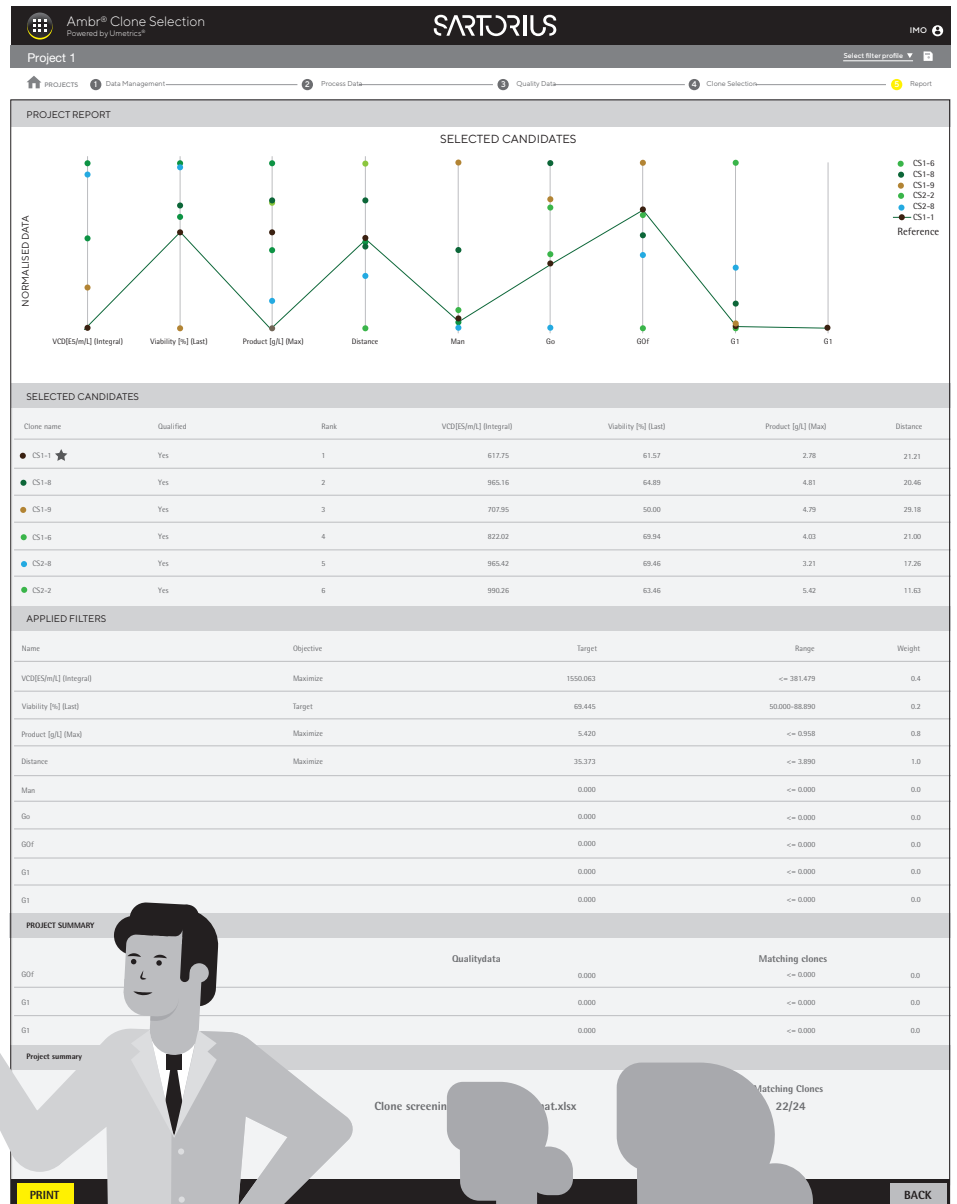 Ambr® Clone Selection
Powered by Umetrics®
SARTORIUS
IMO
Project 1
Select filter profile ▼
PROJECTS 1 Data Management 2 Process Data 3 Quality Data 4 Clone Selection Report
PROJECT REPORT
SELECTED CANDIDATES
NORMALISED DATA
CS1-6
CS1-8
CS1-9
CS2-2
CS2-8
CS1-1
Reference
VCD[E5/m/L] (Integral) Viability [%] (Last) Product [g/L] (Max) Distance Man Go G0f G1 G1
SELECTED CANDIDATES
Clone name Qualified Rank VCD[E5/m/L] (Integral) Viability [%] (Last) Product [g/L] (Max) Distance
CS1-1 ★ Yes 1 617.75 61.57 2.78 21.21
CS1-8 Yes 2 965.16 64.89 4.81 20.46
CS1-9 Yes 3 707.95 50.00 4.79 29.18
CS1-6 Yes 4 822.02 69.94 4.03 21.00
CS2-8 Yes 5 965.42 69.46 3.21 17.26
CS2-2 Yes 6 990.26 63.46 5.42 11.63
APPLIED FILTERS
Name Objective Target Range Weight
VCD[E5/m/L] (Integral) Maximize 1550.063 <= 381.479 0.4
Viability [%] (Last) Target 69.445 50.000-88.890 0.2
Product [g/L] (Max) Maximize 5.420 <= 0.958 0.8
Distance Maximize 35.373 <= 3.890 1.0
Man 0.000 <= 0.000 0.0
Go 0.000 <= 0.000 0.0
G0f 0.000 <= 0.000 0.0
G1 0.000 <= 0.000 0.0
G1 0.000 <= 0.000 0.0
PROJECT SUMMARY
Qualitydata Matching clones
G0f 0.000 <= 0.000 0.0
G1 0.000 <= 0.000 0.0
G1 0.000 <= 0.000 0.0
Project summary
Matching Clones
Clone screenin at.xlsx 22/24
PRINT BACK